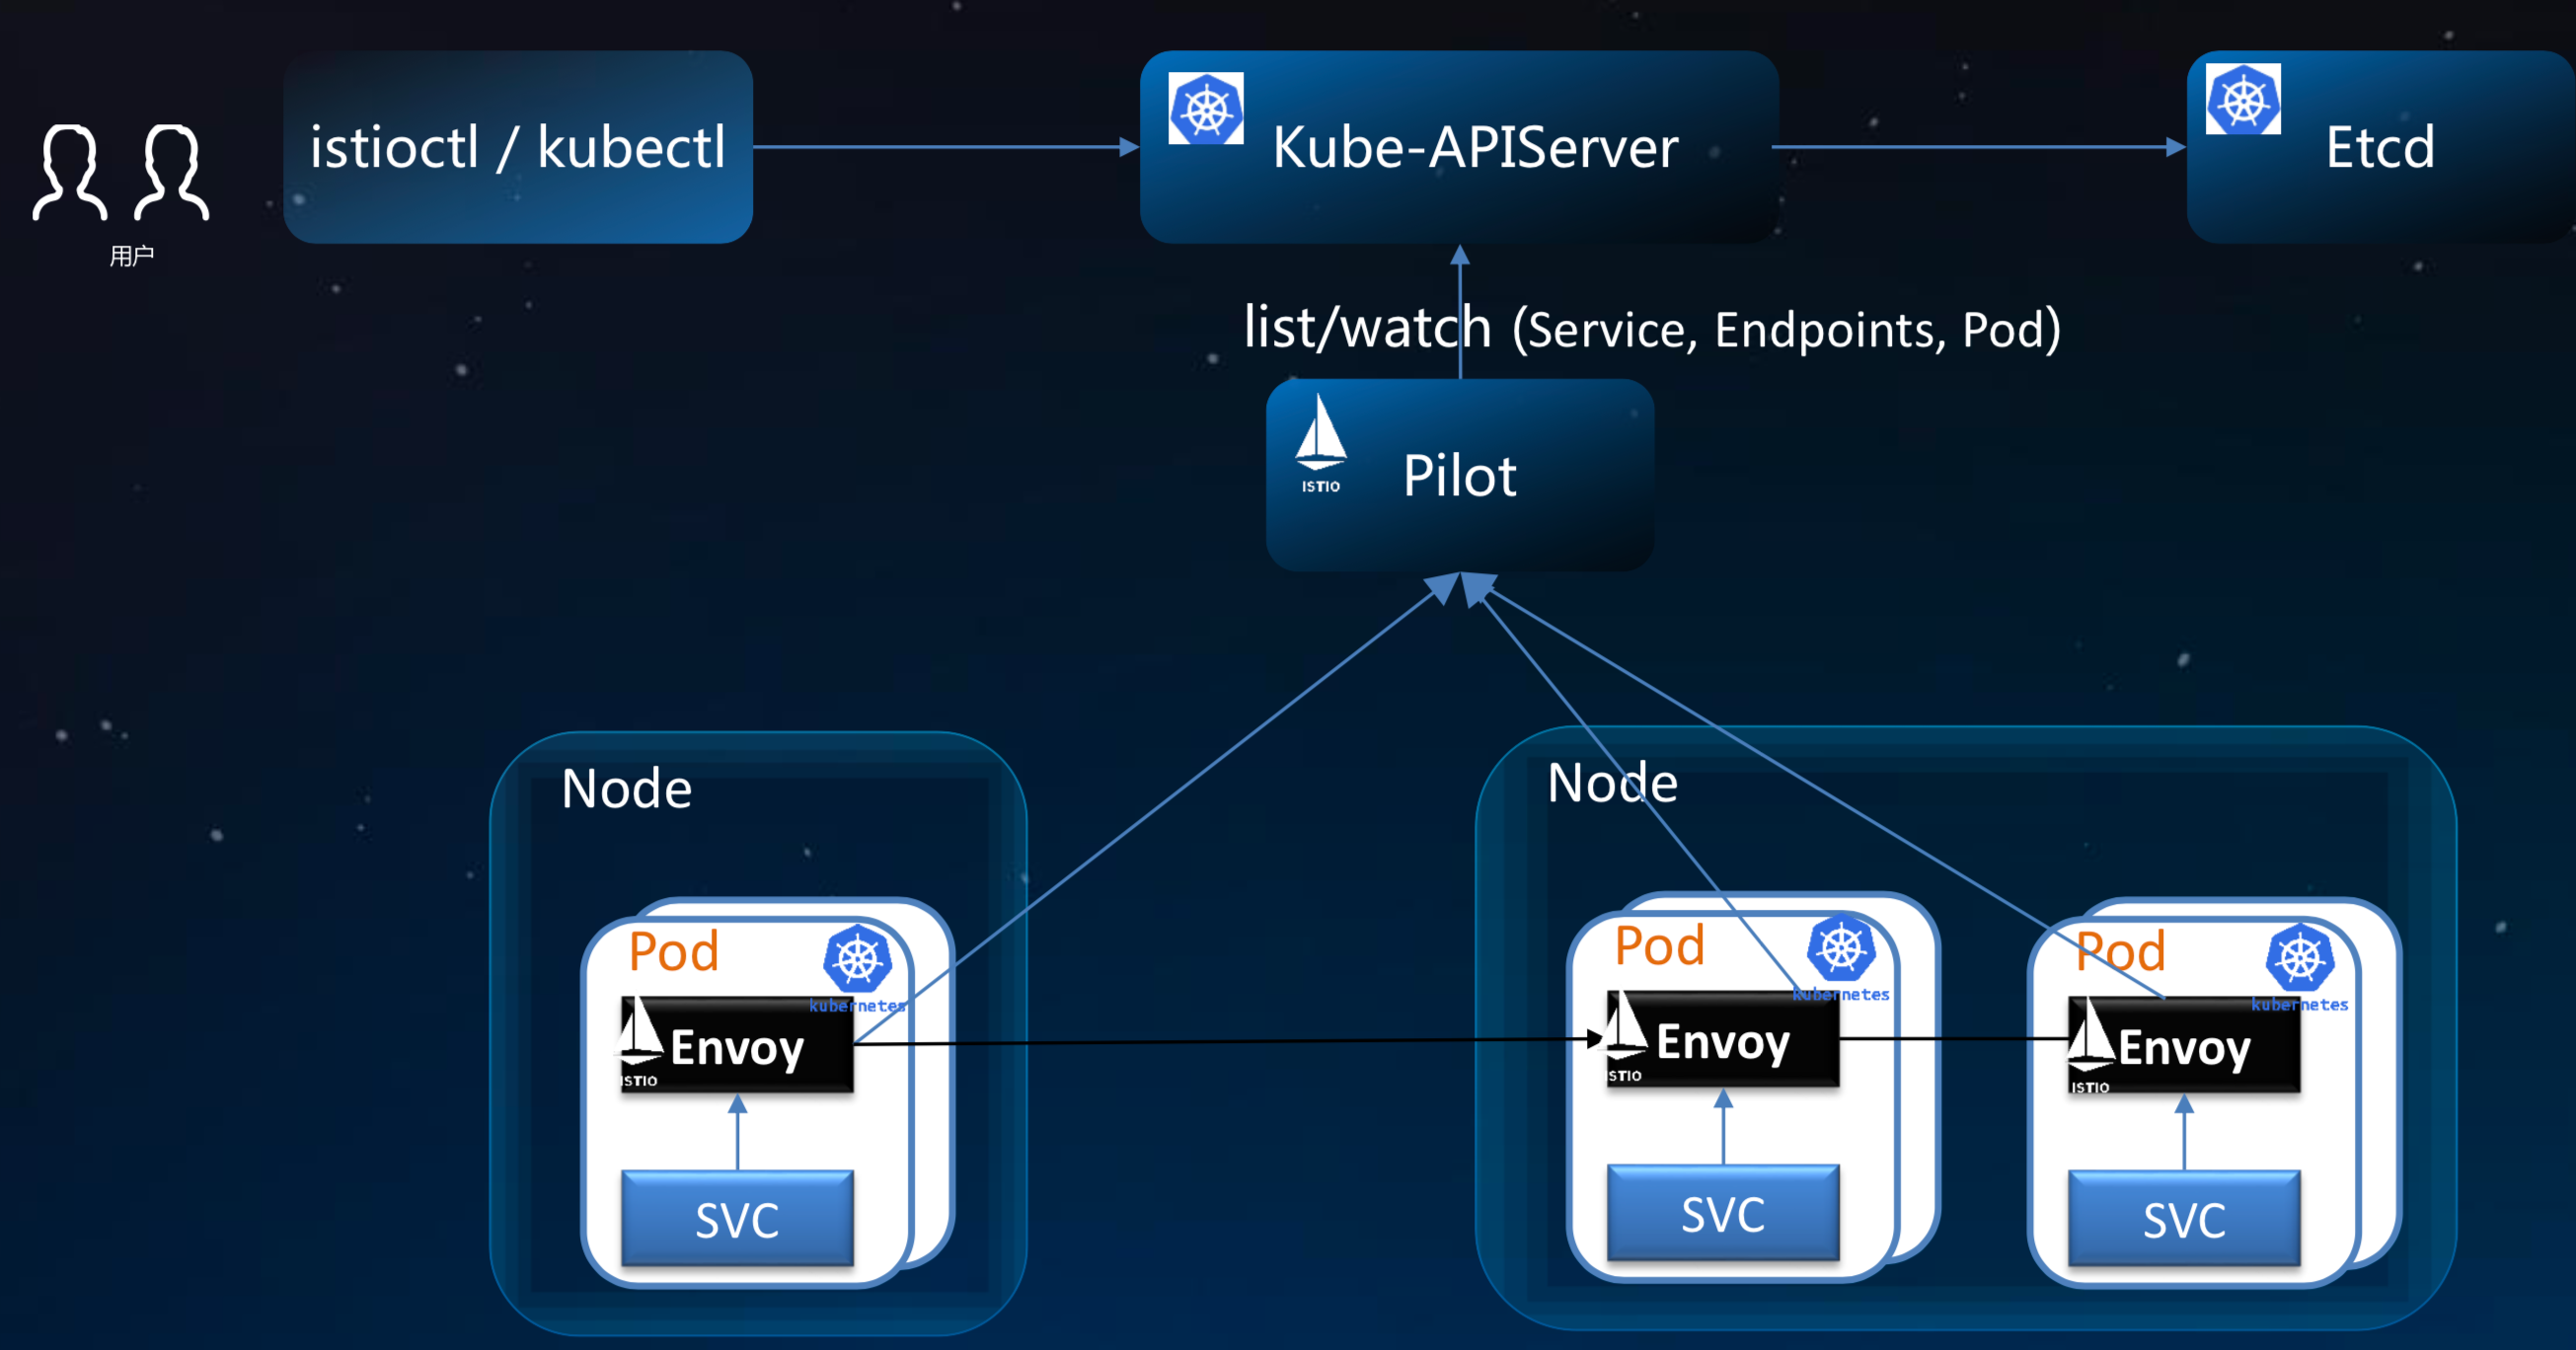 istioctl / kubectl
Kube-APIServer
Etcd
用户
list/watch (Service, Endpoints, Pod)
ISTIO
Pilot
Node
Node
Pod
kubernetes
ISTIO
Envoy
SVC
Pod
kubernetes
ISTIO
Envoy
SVC
Pod
kubernetes
ISTIO
Envoy
SVC